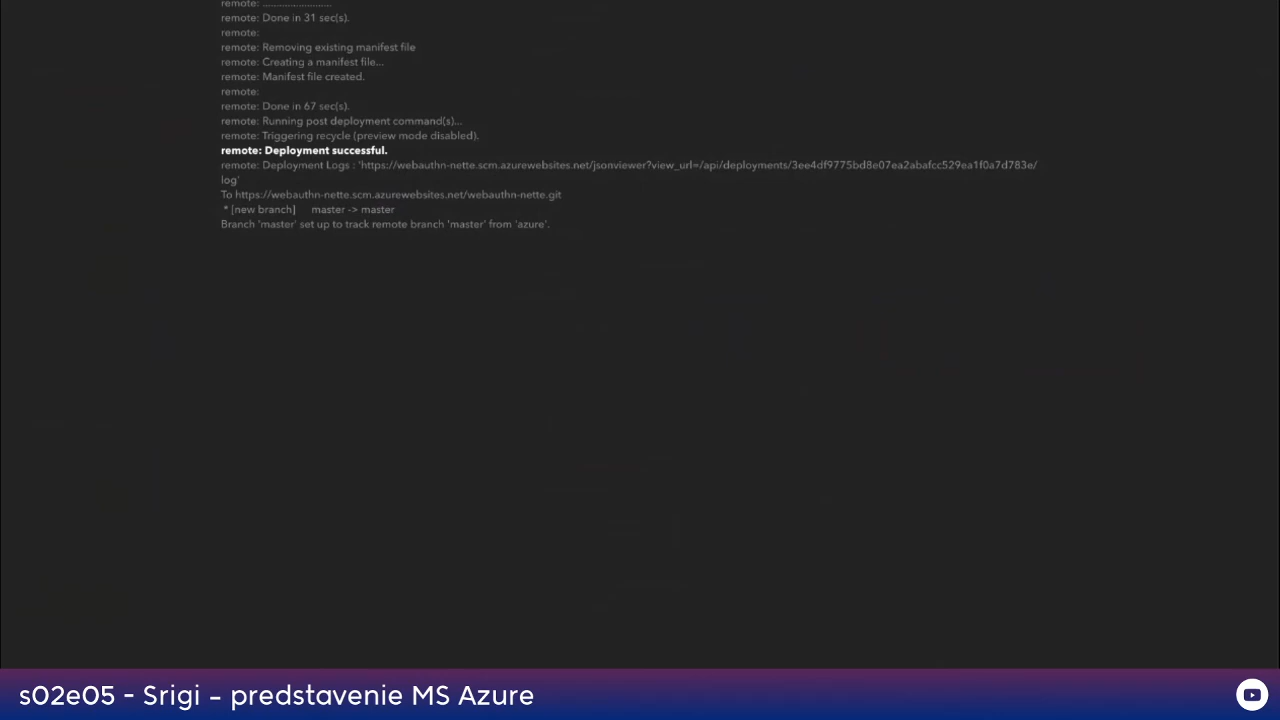 remote: ........................
remote: Done in 31 sec(s).
remote:
remote: Removing existing manifest file
remote: Creating a manifest file...
remote: Manifest file created.
remote:
remote: Done in 67 sec(s).
remote: Running post deployment command(s)...
remote: Triggering recycle (preview mode disabled).
remote: Deployment successful.
remote: Deployment Logs : 'https://webauthn-nette.scm.azurewebsites.net/jsonviewer?view_url=/api/deployments/3ee4df9775bd8e07ea2abafcc529ea1f0a7d783e/
log'
To https://webauthn-nette.scm.azurewebsites.net/webauthn-nette.git
* [new branch] master -> master
Branch 'master' set up to track remote branch 'master' from 'azure'.
s02e05 - Srigi – predstavenie MS Azure